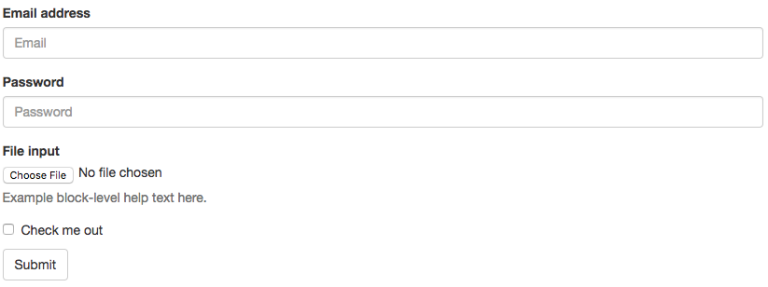 Email address
Email
Password
Password
File input
Choose File No file chosen
Example block-level help text here.
Check me out
Submit